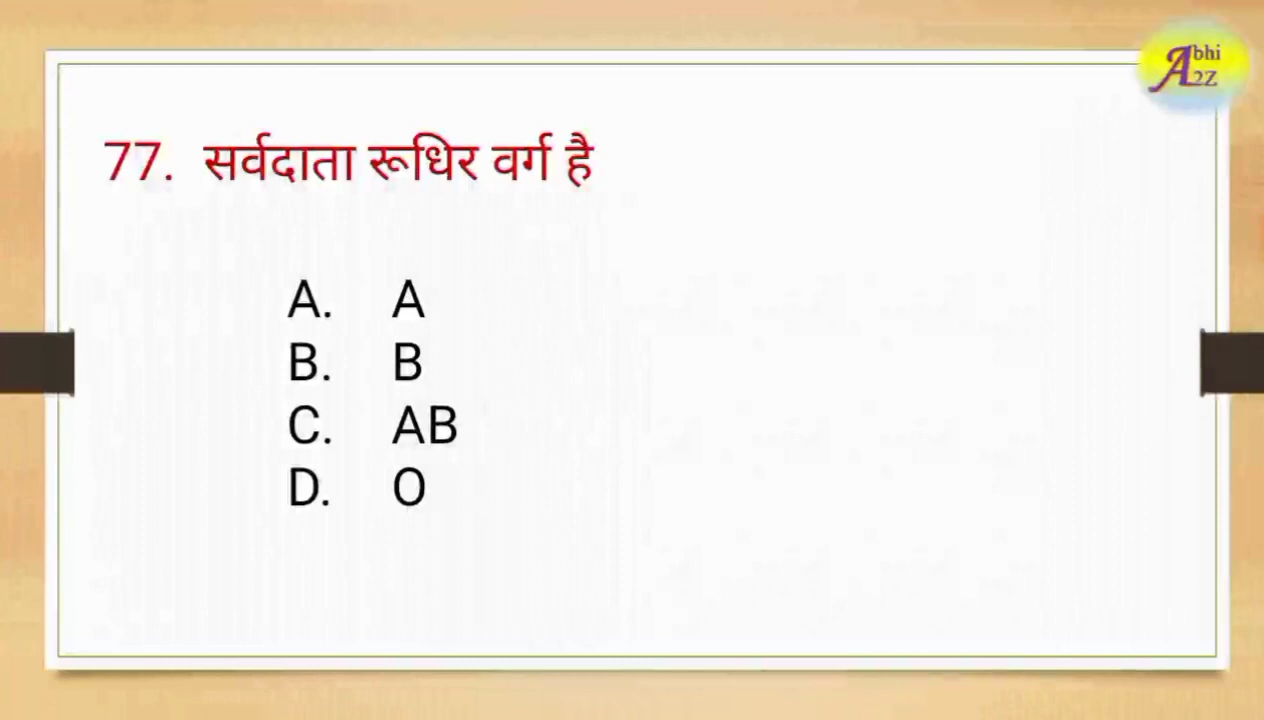 Abhi
A2Z
77. सर्वदाता रूधिर वर्ग है
A. A
B. B
C. AB
D. O